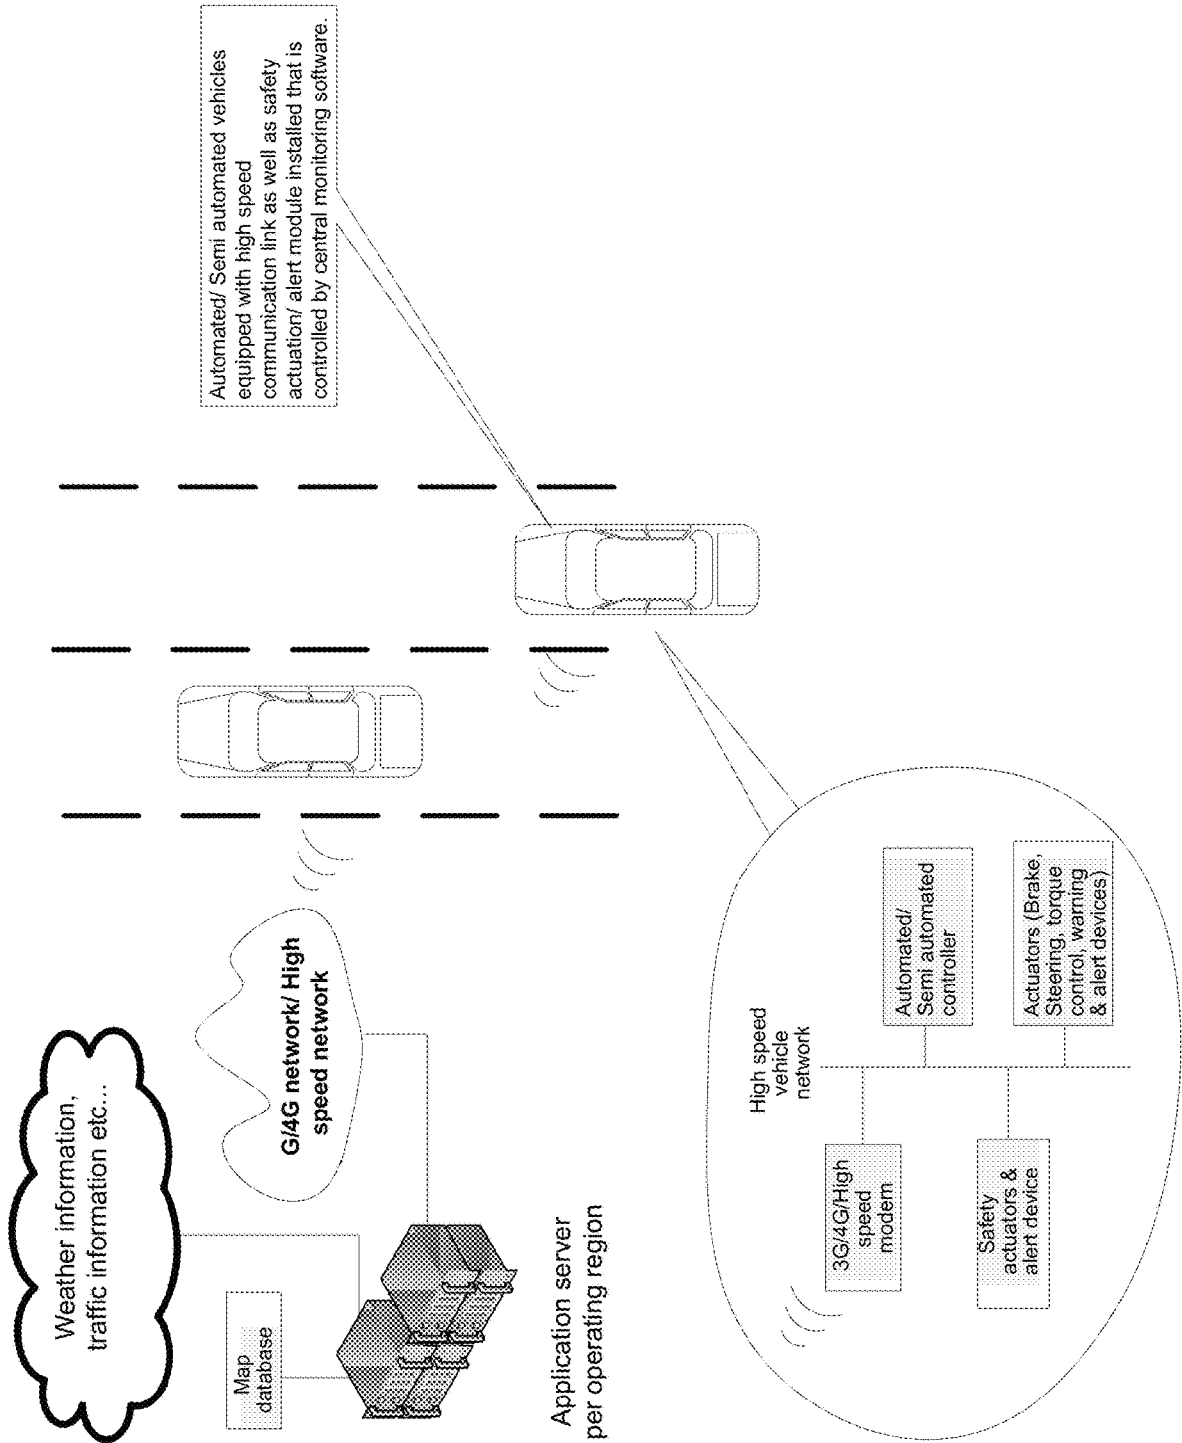 Weather information,
traffic information etc...
Map
database
Application server
per operating region
G/4G network/ High
speed network
Automated/ Semi automated vehicles
equipped with high speed
communication link as well as safety
actuation/ alert module installed that is
controlled by central monitoring software.
High speed
vehicle
network
3G/4G/High
speed
modem
Automated/
Semi automated
controller
Safety
actuators &
alert device
Actuators (Brake,
Steering, torque
control, warning
& alert devices)